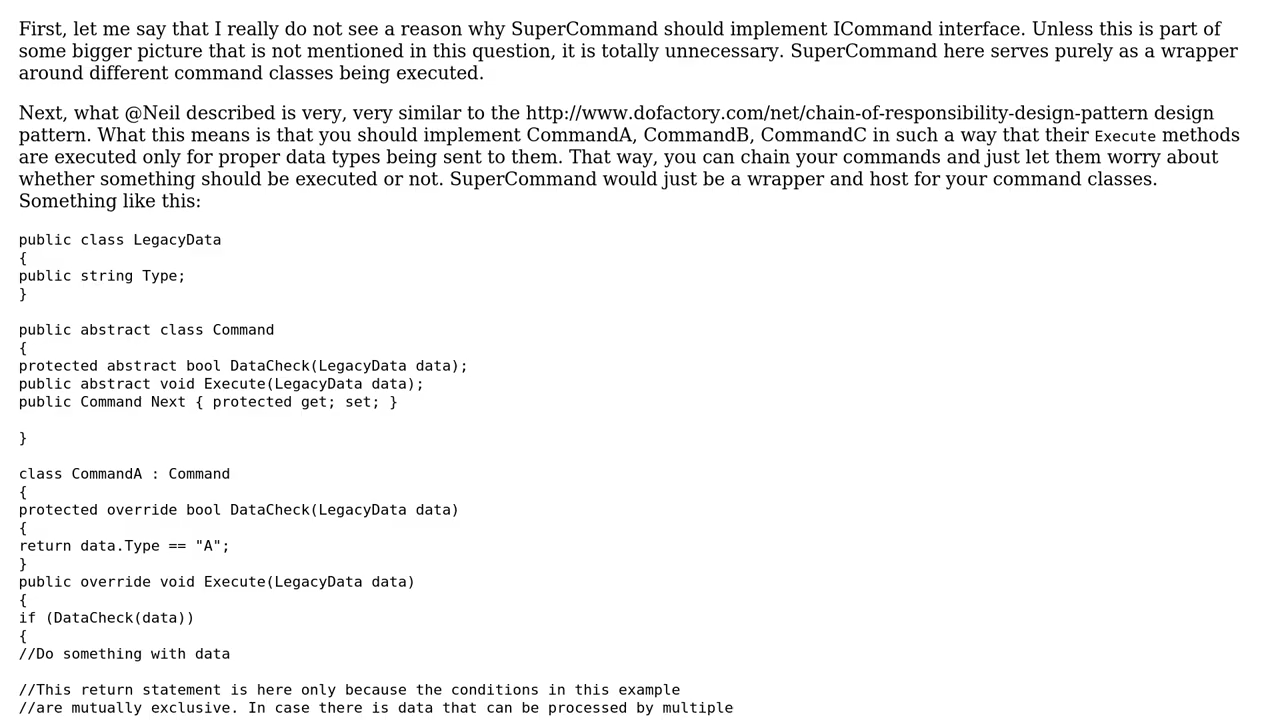 First, let me say that I really do not see a reason why SuperCommand should implement ICommand interface. Unless this is part of
some bigger picture that is not mentioned in this question, it is totally unnecessary. SuperCommand here serves purely as a wrapper
around different command classes being executed.
Next, what @Neil described is very, very similar to the http://www.dofactory.com/net/chain-of-responsibility-design-pattern design
pattern. What this means is that you should implement CommandA, CommandB, CommandC in such a way that their Execute methods
are executed only for proper data types being sent to them. That way, you can chain your commands and just let them worry about
whether something should be executed or not. SuperCommand would just be a wrapper and host for your command classes.
Something like this:
public class LegacyData
{
public string Type;
}
public abstract class Command
{
protected abstract bool DataCheck(LegacyData data);
public abstract void Execute(LegacyData data);
public Command Next { protected get; set; }
}
class CommandA : Command
{
protected override bool DataCheck(LegacyData data)
{
return data.Type == "A";
}
public override void Execute(LegacyData data)
{
if (DataCheck(data))
{
//Do something with data
//This return statement is here only because the conditions in this example
//are mutually exclusive. In case there is data that can be processed by multiple